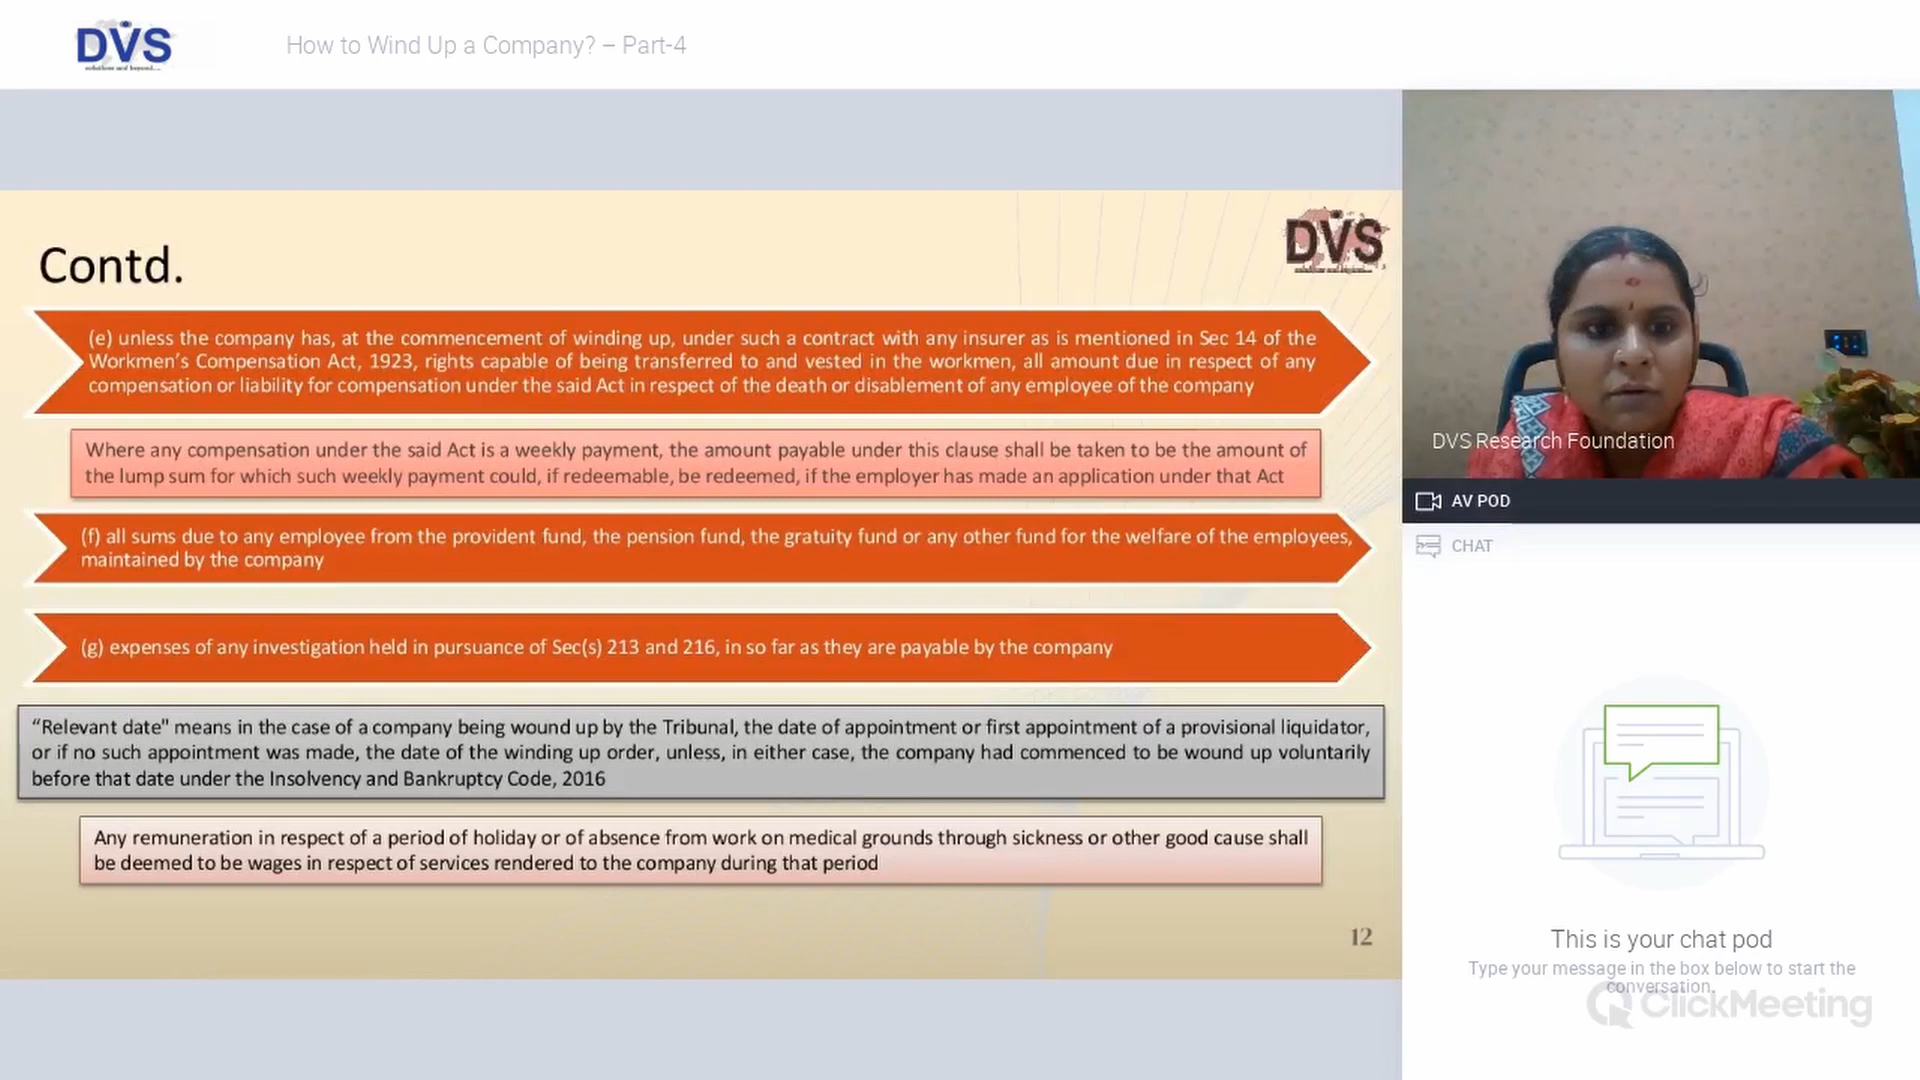 DVS
solutions and beyond...
How to Wind Up a Company? – Part-4
DVS
Contd.
(e) unless the company has, at the commencement of winding up, under such a contract with any insurer as is mentioned in Sec 14 of the
Workmen's Compensation Act, 1923, rights capable of being transferred to and vested in the workmen, all amount due in respect of any
compensation or liability for compensation under the said Act in respect of the death or disablement of any employee of the company
Where any compensation under the said Act is a weekly payment, the amount payable under this clause shall be taken to be the amount of
the lump sum for which such weekly payment could, if redeemable, be redeemed, if the employer has made an application under that Act
(f) all sums due to any employee from the provident fund, the pension fund, the gratuity fund or any other fund for the welfare of the employees,
maintained by the company
(g) expenses of any investigation held in pursuance of Sec(s) 213 and 216, in so far as they are payable by the company
“Relevant date" means in the case of a company being wound up by the Tribunal, the date of appointment or first appointment of a provisional liquidator,
or if no such appointment was made, the date of the winding up order, unless, in either case, the company had commenced to be wound up voluntarily
before that date under the Insolvency and Bankruptcy Code, 2016
Any remuneration in respect of a period of holiday or of absence from work on medical grounds through sickness or other good cause shall
be deemed to be wages in respect of services rendered to the company during that period
12
DVS Research Foundation
AV POD
CHAT
This is your chat pod
Type your message in the box below to start the
conversation.
ClickMeeting